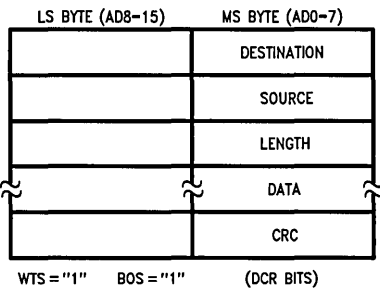 LS BYTE (AD8-15) MS BYTE (AD0-7)
DESTINATION
SOURCE
LENGTH
DATA
CRC
WTS = "1" BOS = "1" (DCR BITS)